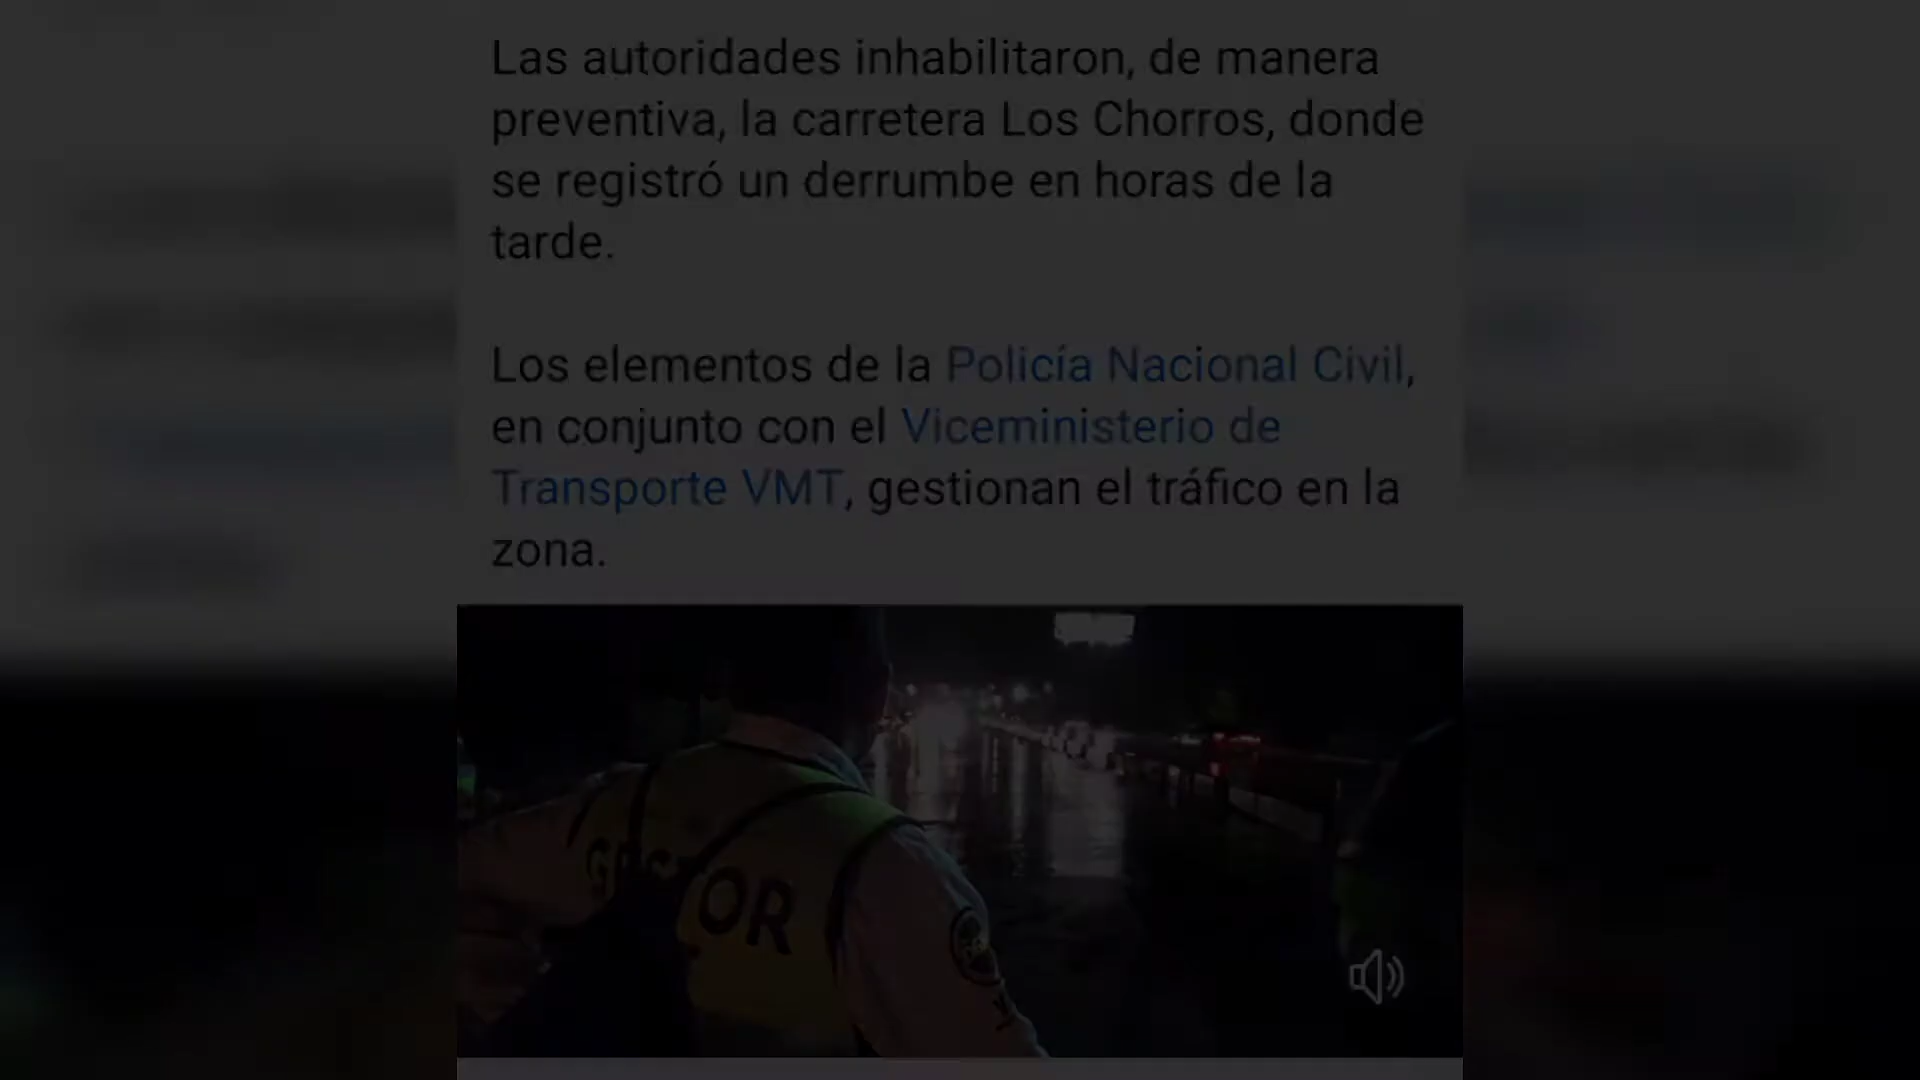 Las autoridades inhabilitaron, de manera
preventiva, la carretera Los Chorros, donde
se registró un derrumbe en horas de la
tarde.
Los elementos de la Policía Nacional Civil,
en conjunto con el Viceministerio de
Transporte VMT, gestionan el tráfico en la
zona.
GESTOR